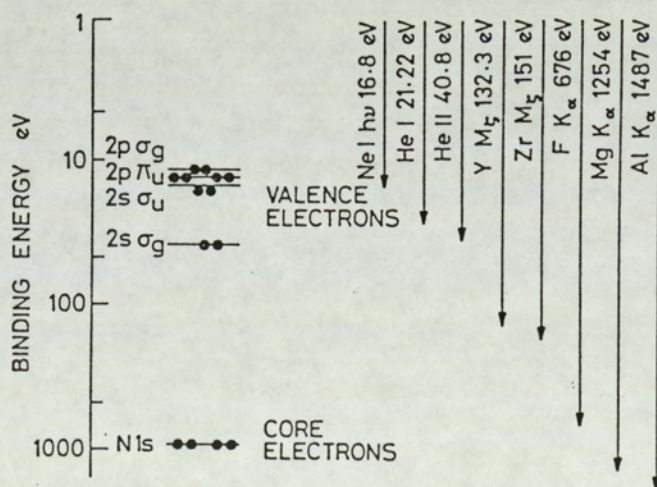 BINDING ENERGY eV
1
10
100
1000
2p σg
2p πu
2s σu
2s σg
N1s
VALENCE
ELECTRONS
CORE
ELECTRONS
Ne I hν 16.8 eV
He I 21.22 eV
He II 40.8 eV
Y Mζ 132.3 eV
Zr Mζ 151 eV
F Kα 676 eV
Mg Kα 1254 eV
Al Kα 1487 eV